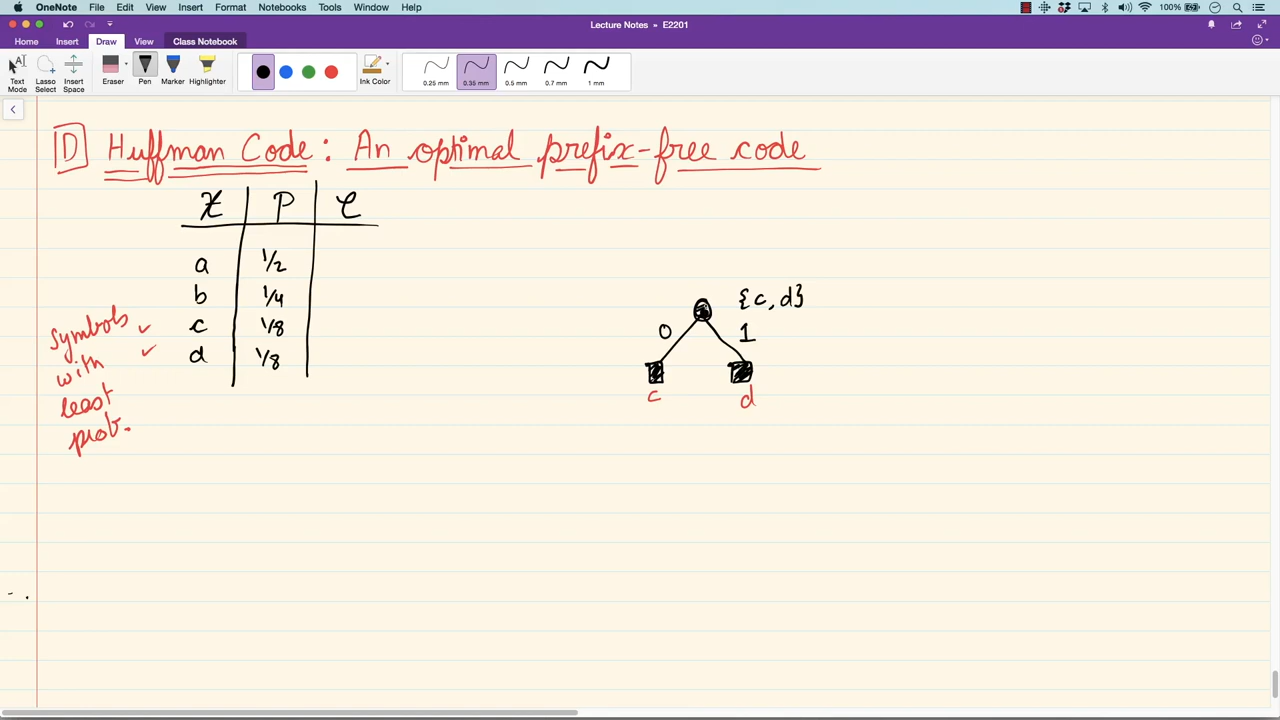 OneNote File Edit View Insert Format Notebooks Tools Window Help 100%
Lecture Notes » E2201
Home Insert Draw View Class Notebook
Text Mode Lasso Select Insert Space Eraser Pen Marker Highlighter Ink Color 0.25 mm 0.35 mm 0.5 mm 0.7 mm 1 mm
D Huffman Code: An optimal prefix-free code
𝒳 P 𝒞
a 1/2
b 1/4
c 1/8
d 1/8
Symbols
with
least
prob.
{c, d}
0 1
c d